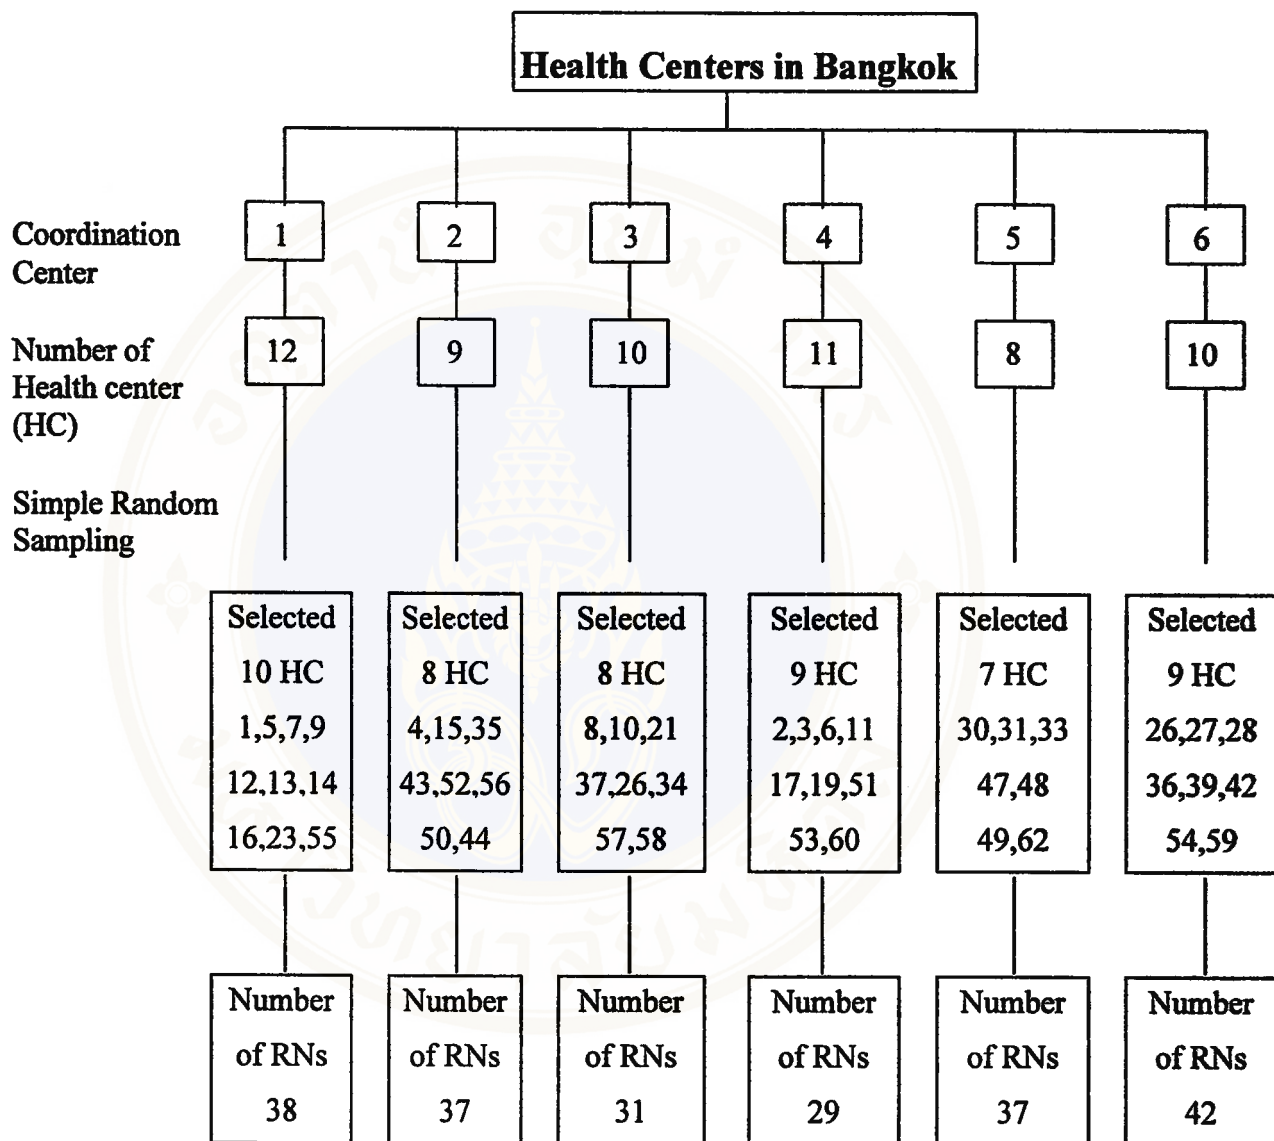 Health Centers in Bangkok
Coordination
Center
1
2
3
4
5
6
Number of
Health center
(HC)
12
9
10
11
8
10
Simple Random
Sampling
Selected
10 HC
1,5,7,9
12,13,14
16,23,55
Selected
8 HC
4,15,35
43,52,56
50,44
Selected
8 HC
8,10,21
37,26,34
57,58
Selected
9 HC
2,3,6,11
17,19,51
53,60
Selected
7 HC
30,31,33
47,48
49,62
Selected
9 HC
26,27,28
36,39,42
54,59
Number
of RNs
38
Number
of RNs
37
Number
of RNs
31
Number
of RNs
29
Number
of RNs
37
Number
of RNs
42